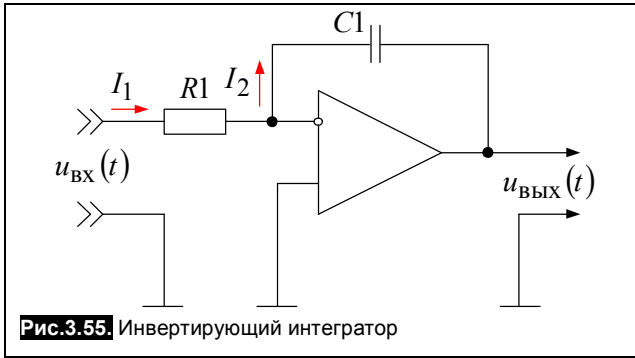 C1
I1
R1
I2
uвх(t)
uвых(t)
Рис.3.55. Инвертирующий интегратор